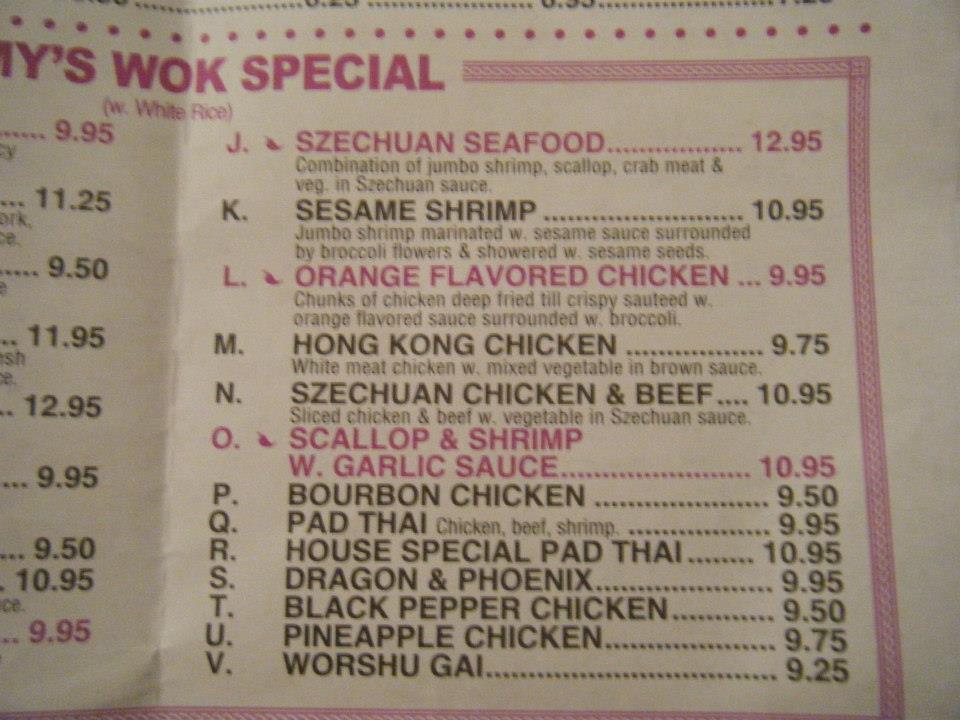 6.25 ........ 6.95 ........ 7.25
MY'S WOK SPECIAL
(w. White Rice)
...... 9.95
.... 11.25
..... 9.50
... 11.95
.. 12.95
.... 9.95
.... 9.50
. 10.95
... 9.95
J. SZECHUAN SEAFOOD................. 12.95
Combination of jumbo shrimp, scallop, crab meat &
veg. in Szechuan sauce.
K. SESAME SHRIMP ......................... 10.95
Jumbo shrimp marinated w. sesame sauce surrounded
by broccoli flowers & showered w. sesame seeds.
L. ORANGE FLAVORED CHICKEN ... 9.95
Chunks of chicken deep fried till crispy sauteed w.
orange flavored sauce surrounded w. broccoli.
M. HONG KONG CHICKEN ................. 9.75
White meat chicken w. mixed vegetable in brown sauce.
N. SZECHUAN CHICKEN & BEEF.... 10.95
Sliced chicken & beef w. vegetable in Szechuan sauce.
O. SCALLOP & SHRIMP
W. GARLIC SAUCE........................ 10.95
P. BOURBON CHICKEN ...................... 9.50
Q. PAD THAI Chicken, beef, shrimp. .................. 9.95
R. HOUSE SPECIAL PAD THAI........ 10.95
S. DRAGON & PHOENIX..................... 9.95
T. BLACK PEPPER CHICKEN............. 9.50
U. PINEAPPLE CHICKEN...................... 9.75
V. WORSHU GAI..................................... 9.25